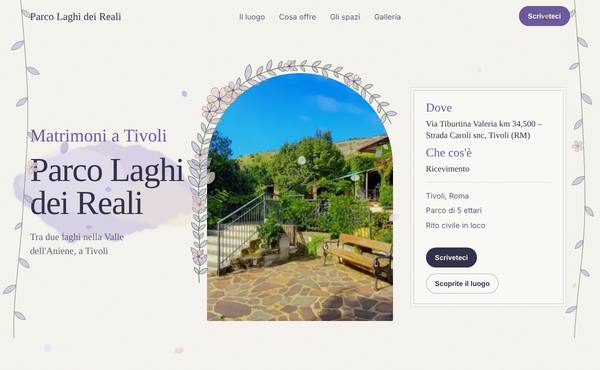 Parco Laghi dei Reali
Il luogo
Cosa offre
Gli spazi
Galleria
Scriveteci
Matrimoni a Tivoli
Parco Laghi
dei Reali
Tra due laghi nella Valle
dell'Aniene, a Tivoli
Dove
Via Tiburtina Valeria km 34,500 –
Strada Caroli snc, Tivoli (RM)
Che cos'è
Ricevimento
Tivoli, Roma
Parco di 5 ettari
Rito civile in loco
Scriveteci
Scoprite il luogo